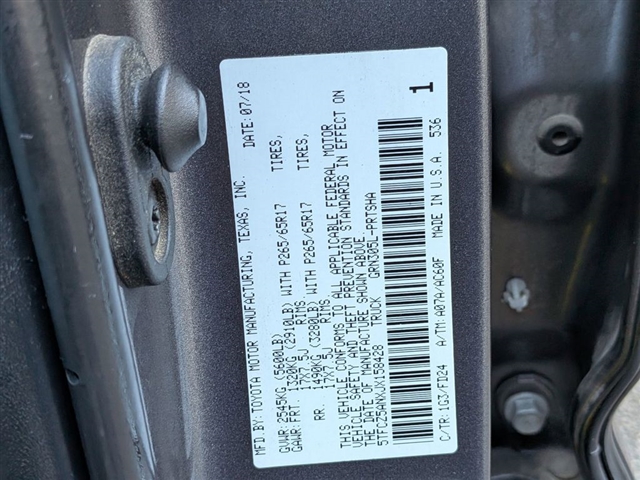 MFD.BY: TOYOTA MOTOR MANUFACTURING, TEXAS, INC. DATE: 07/18
GVWR: 2545KG (5600LB)
GAWR: FRT. 1320KG (2910LB) WITH P265/65R17 TIRES,
17X7.5J RIMS
RR. 1490KG (3280LB) WITH P265/65R17 TIRES,
17X7.5J RIMS
THIS VEHICLE CONFORMS TO ALL APPLICABLE FEDERAL MOTOR
VEHICLE SAFETY AND THEFT PREVENTION STANDARDS IN EFFECT ON
THE DATE OF MANUFACTURE SHOWN ABOVE.
5TFCZ5ANXJX158428 TRUCK GRN305L-PRTSHA
1
C/TR: 1G3/FD24 A/TM: A07A/AC60F MADE IN U.S.A. 536